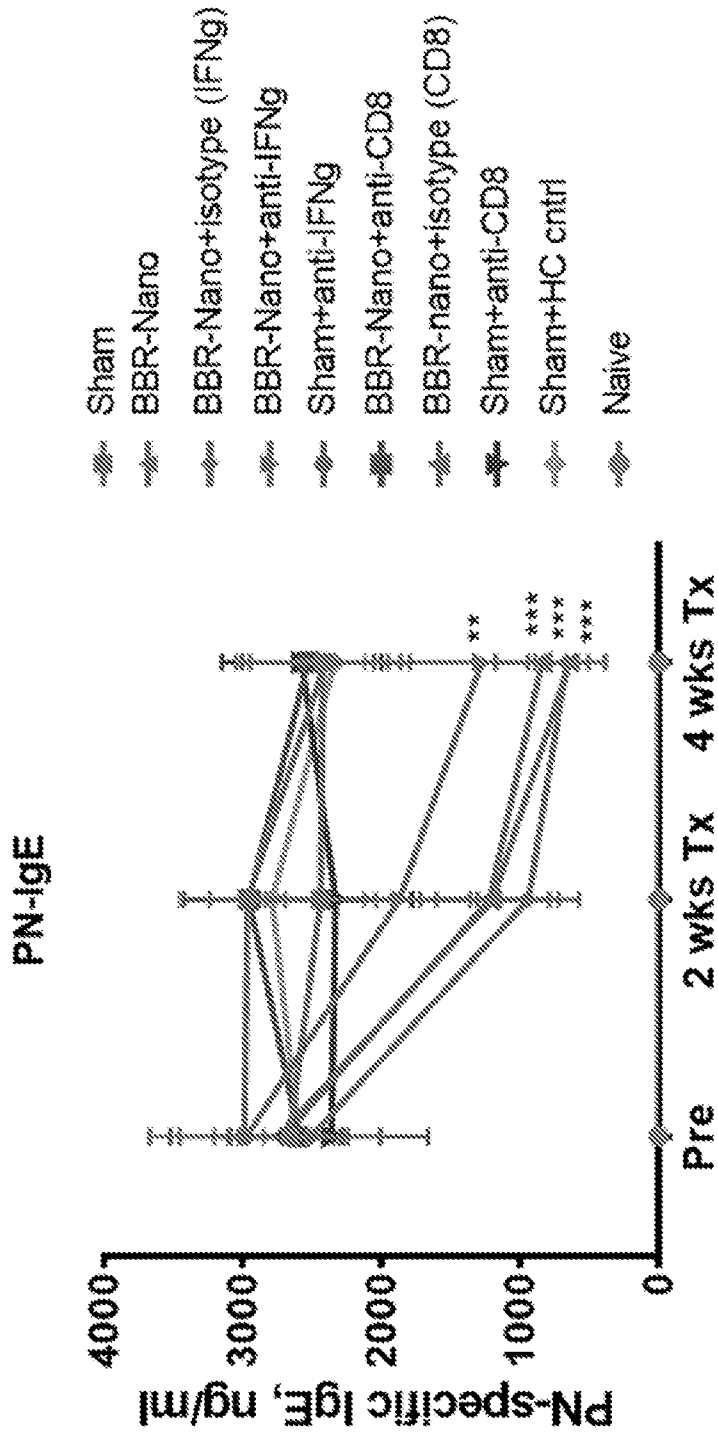 PN-IgE
PN-specific IgE, ng/ml
4000
3000
2000
1000
0
Pre
2 wks Tx
4 wks Tx
**
***
***
***
Sham
BBR-Nano
BBR-Nano+isotype (IFNg)
BBR-Nano+anti-IFNg
Sham+anti-IFNg
BBR-Nano+anti-CD8
BBR-nano+isotype (CD8)
Sham+anti-CD8
Sham+HC cntrl
Naive